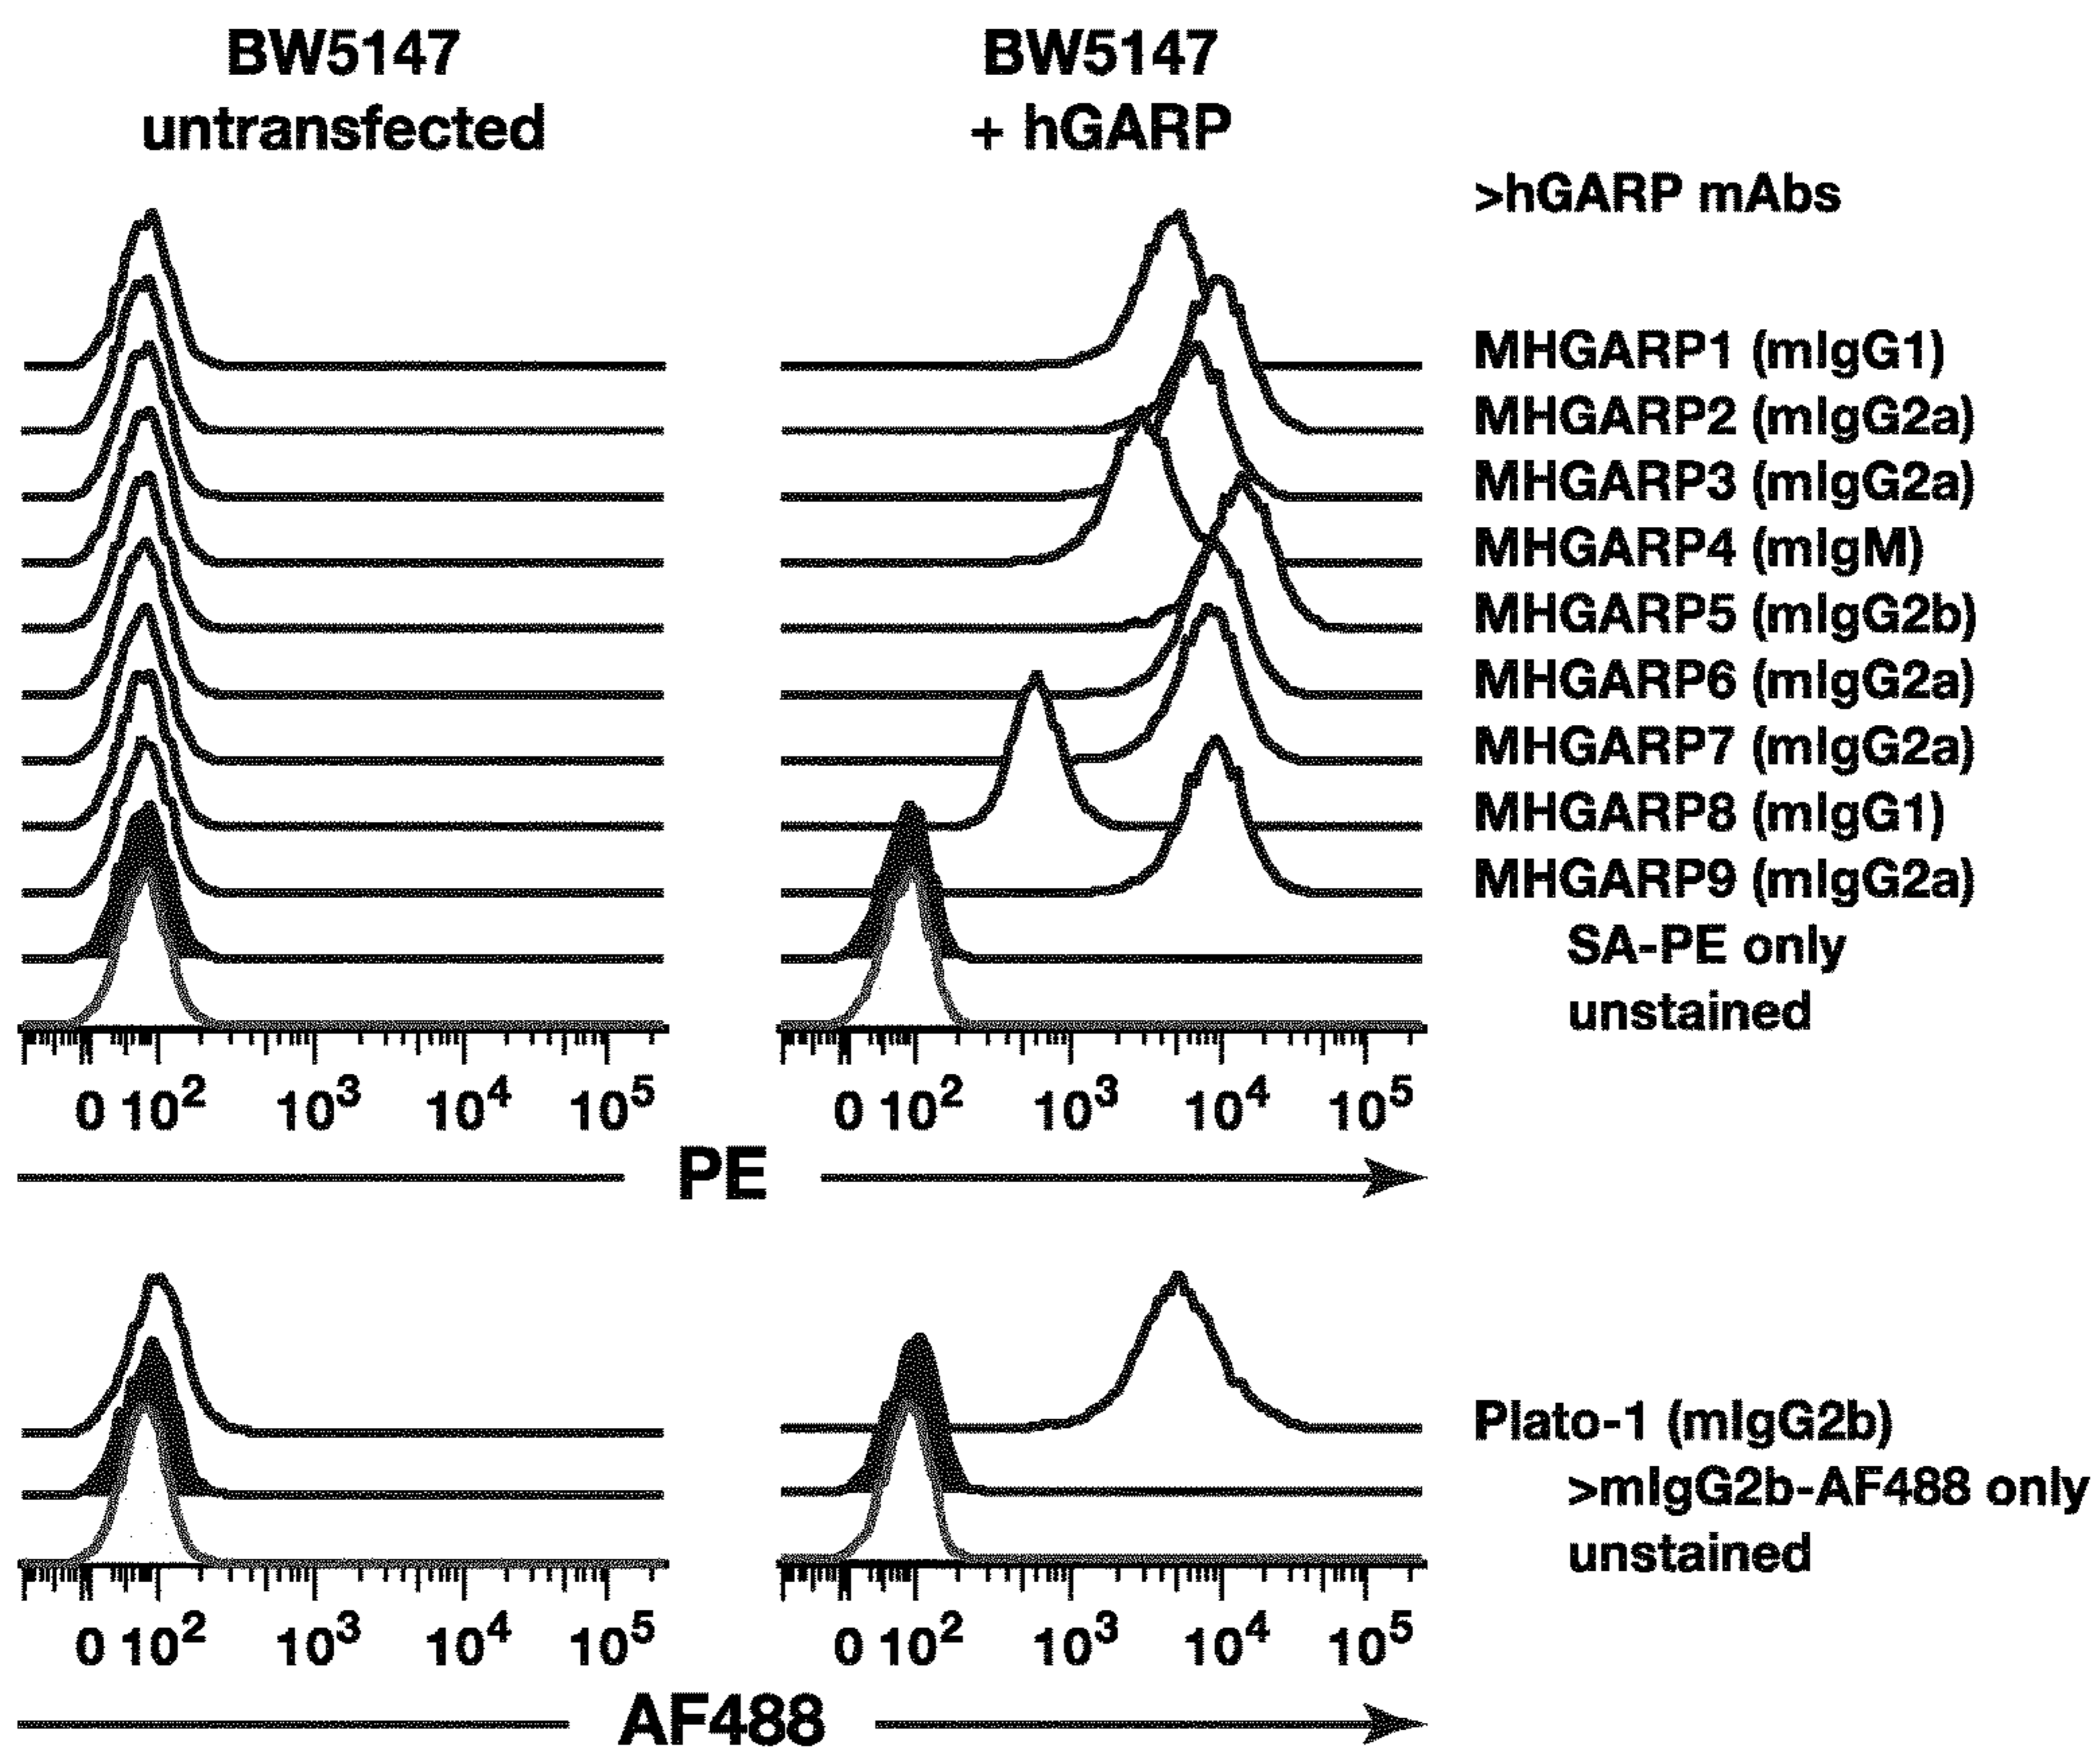 BW5147
untransfected
BW5147
+ hGARP
>hGARP mAbs
MHGARP1 (mIgG1)
MHGARP2 (mIgG2a)
MHGARP3 (mIgG2a)
MHGARP4 (mIgM)
MHGARP5 (mIgG2b)
MHGARP6 (mIgG2a)
MHGARP7 (mIgG2a)
MHGARP8 (mIgG1)
MHGARP9 (mIgG2a)
SA-PE only
unstained
0 10² 10³ 10⁴ 10⁵
0 10² 10³ 10⁴ 10⁵
PE
Plato-1 (mIgG2b)
>mIgG2b-AF488 only
unstained
0 10² 10³ 10⁴ 10⁵
0 10² 10³ 10⁴ 10⁵
AF488